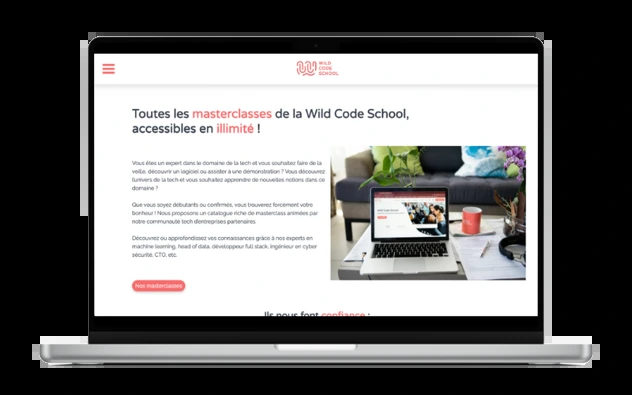 WILD
CODE
SCHOOL
Toutes les masterclasses de la Wild Code School,
accessibles en illimité !
Vous êtes un expert dans le domaine de la tech et vous souhaitez faire de la
veille, découvrir un logiciel ou assister à une démonstration ? Vous découvrez
l'univers de la tech et vous souhaitez apprendre de nouvelles notions dans ce
domaine ?
Que vous soyez débutants ou confirmés, vous trouverez forcément votre
bonheur ! Nous proposons un catalogue riche de masterclass animées par
notre communauté tech d'entreprises partenaires.
Découvrez ou approfondissez vos connaissances grâce à nos experts en
machine learning, head of data, développeur full stack, ingénieur en cyber
sécurité, CTO, etc.
Nos masterclasses
Ils nous font confiance :